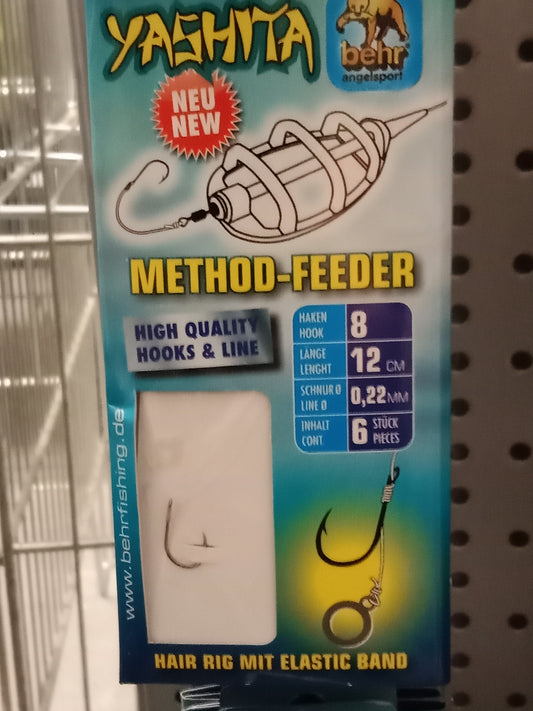 YASHITA
behr
angelsport
NEU
NEW
METHOD-FEEDER
HIGH QUALITY
HOOKS & LINE
HAKEN
HOOK
8
LÄNGE
LENGHT
12 CM
SCHNUR Ø
LINE Ø
0,22 MM
INHALT
CONT.
6 STÜCK
PIECES
www.behrfishing.de
HAIR RIG MIT ELASTIC BAND